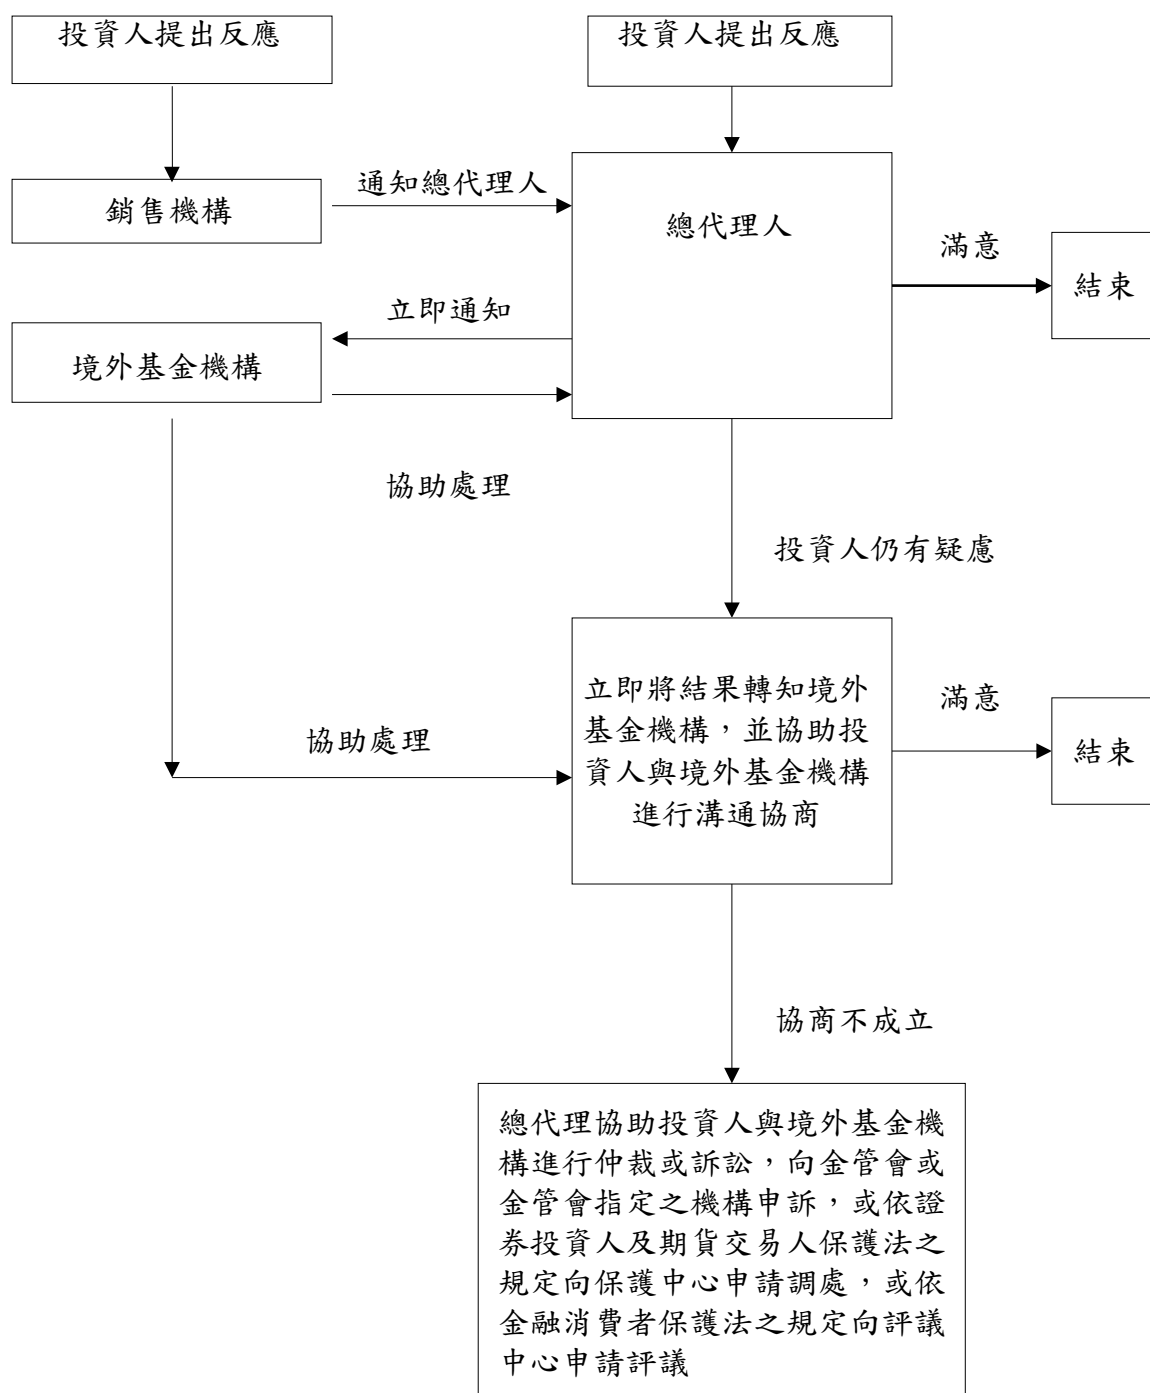 投資人提出反應
投資人提出反應
銷售機構
通知總代理人
總代理人
滿意
結束
立即通知
境外基金機構
協助處理
投資人仍有疑慮
立即將結果轉知境外
基金機構，並協助投
資人與境外基金機構
進行溝通協商
滿意
結束
協助處理
協商不成立
總代理協助投資人與境外基金機
構進行仲裁或訴訟，向金管會或
金管會指定之機構申訴，或依證
券投資人及期貨交易人保護法之
規定向保護中心申請調處，或依
金融消費者保護法之規定向評議
中心申請評議